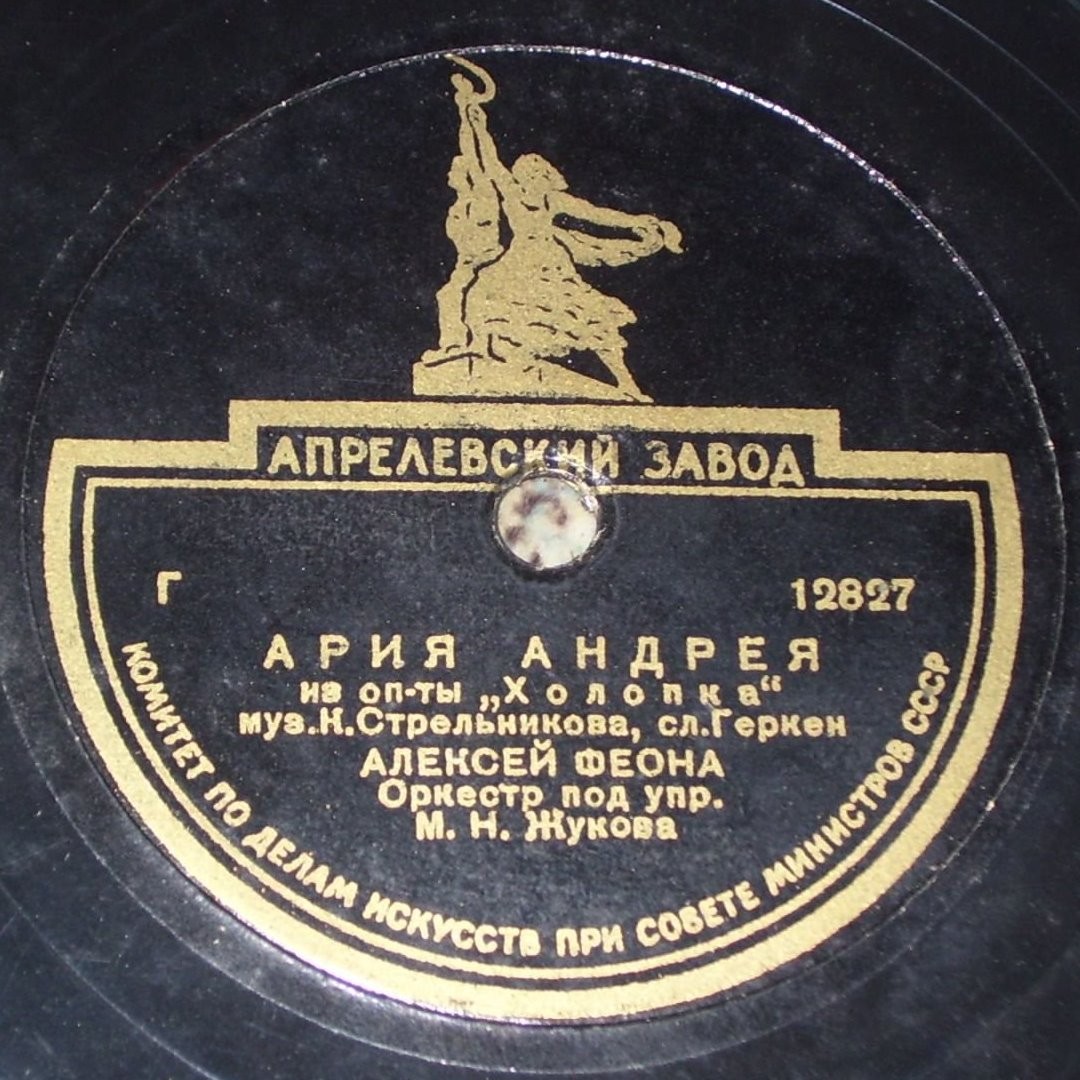 АПРЕЛЕВСКИЙ ЗАВОД
Г 12827
АРИЯ АНДРЕЯ
из оп-ты „Холопка“
муз. К. Стрельникова, сл. Геркен
АЛЕКСЕЙ ФЕОНА
Оркестр под упр.
М. Н. Жукова
КОМИТЕТ ПО ДЕЛАМ ИСКУССТВ ПРИ СОВЕТЕ МИНИСТРОВ СССР